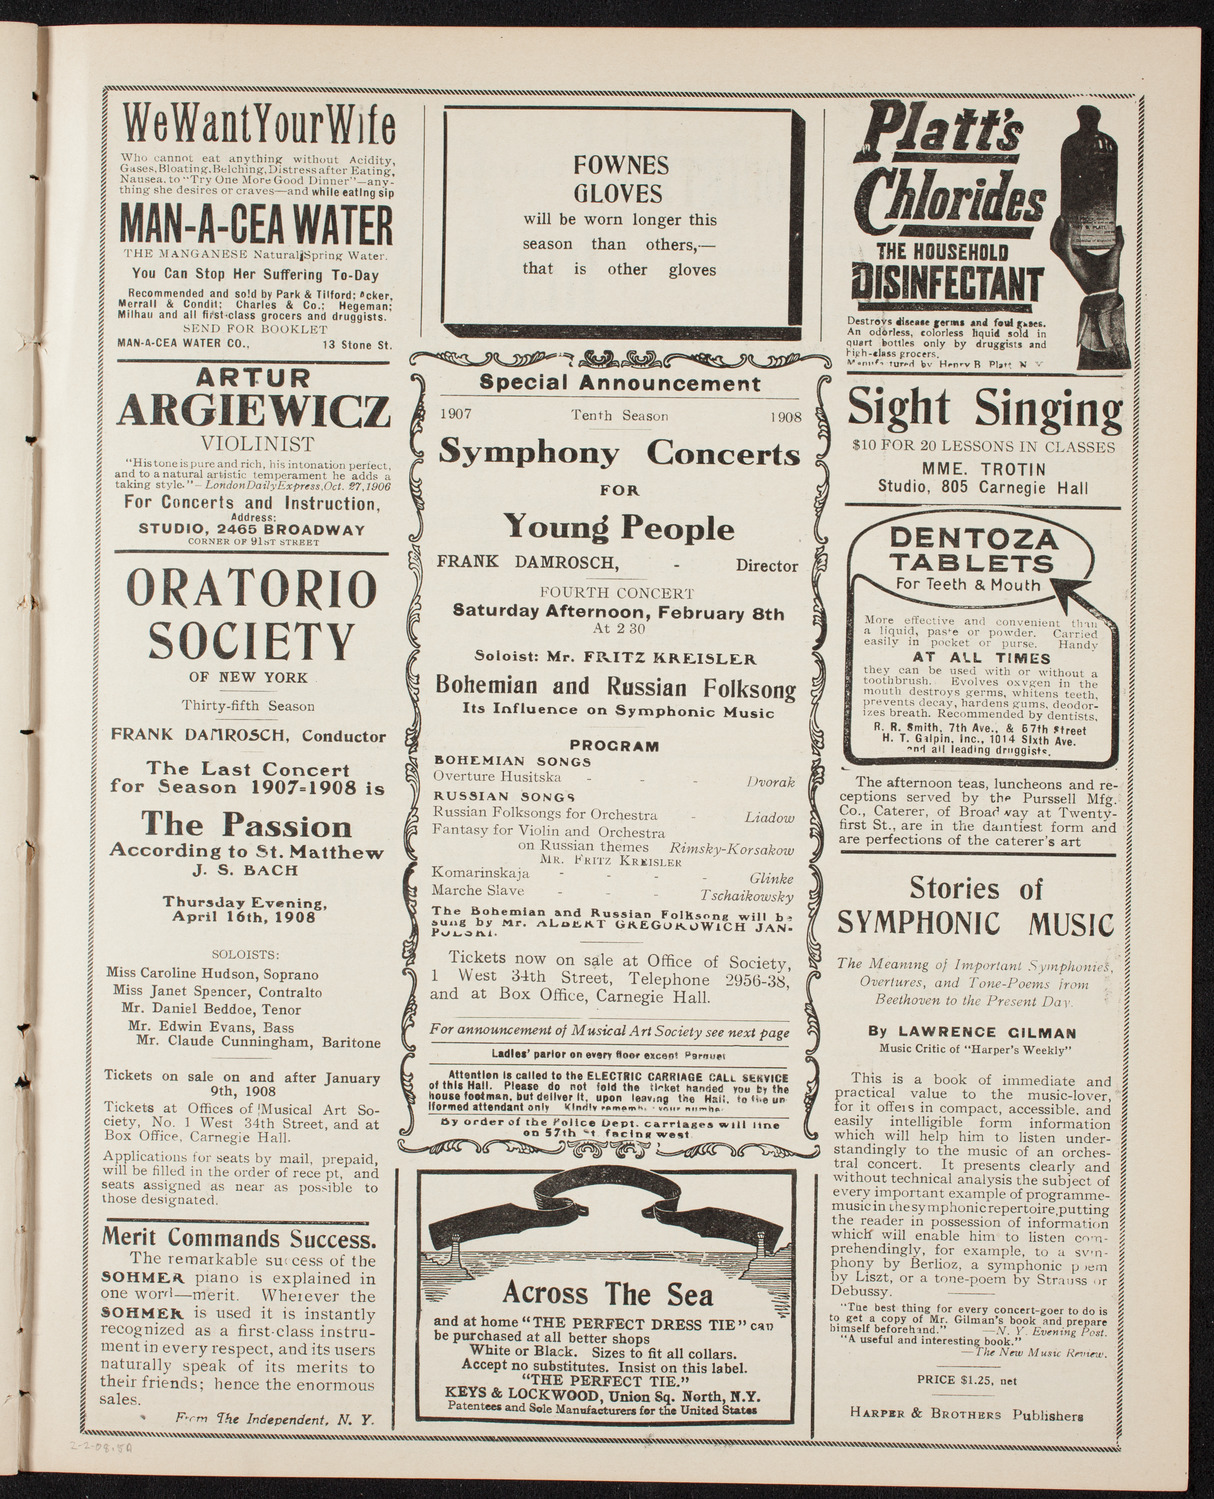 WeWantYourWife
Who cannot eat anything without Acidity,
Gases, Bloating, Belching, Distress after Eating,
Nausea, to "Try One More Good Dinner"—any-
thing she desires or craves—and while eating sip
MAN-A-CEA WATER
THE MANGANESE Natural Spring Water.
You Can Stop Her Suffering To-Day
Recommended and sold by Park & Tilford; Acker,
Merrall & Condit; Charles & Co.; Hegeman;
Milhau and all first-class grocers and druggists.
SEND FOR BOOKLET
MAN-A-CEA WATER CO., 13 Stone St.
ARTUR
ARGIEWICZ
VIOLINIST
"His tone is pure and rich, his intonation perfect,
and to a natural artistic temperament he adds a
taking style."—London Daily Express, Oct. 27, 1906
For Concerts and Instruction,
Address:
STUDIO, 2465 BROADWAY
CORNER OF 91ST STREET
ORATORIO
SOCIETY
OF NEW YORK
Thirty-fifth Season
FRANK DAMROSCH, Conductor
The Last Concert
for Season 1907=1908 is
The Passion
According to St. Matthew
J. S. BACH
Thursday Evening,
April 16th, 1908
SOLOISTS:
Miss Caroline Hudson, Soprano
Miss Janet Spencer, Contralto
Mr. Daniel Beddoe, Tenor
Mr. Edwin Evans, Bass
Mr. Claude Cunningham, Baritone
Tickets on sale on and after January
9th, 1908
Tickets at Offices of Musical Art So-
ciety, No. 1 West 34th Street, and at
Box Office, Carnegie Hall.
Applications for seats by mail, prepaid,
will be filled in the order of rece pt, and
seats assigned as near as possible to
those designated.
Merit Commands Success.
The remarkable success of the
SOHMER piano is explained in
one word—merit. Wherever the
SOHMER is used it is instantly
recognized as a first-class instru-
ment in every respect, and its users
naturally speak of its merits to
their friends; hence the enormous
sales.
From The Independent, N. Y.
FOWNES
GLOVES
will be worn longer this
season than others,—
that is other gloves
Special Announcement
1907 Tenth Season 1908
Symphony Concerts
FOR
Young People
FRANK DAMROSCH, - Director
FOURTH CONCERT
Saturday Afternoon, February 8th
At 2 30
Soloist: Mr. FRITZ KREISLER
Bohemian and Russian Folksong
Its Influence on Symphonic Music
PROGRAM
BOHEMIAN SONGS
Overture Husitska - - - Dvorak
RUSSIAN SONGS
Russian Folksongs for Orchestra - Liadow
Fantasy for Violin and Orchestra
on Russian themes Rimsky-Korsakow
MR. FRITZ KREISLER
Komarinskaja - - - - Glinke
Marche Slave - - - Tschaikowsky
The Bohemian and Russian Folksong will be
sung by Mr. ALBERT GREGOROWICH JAN-
POLSKI.
Tickets now on sale at Office of Society,
1 West 34th Street, Telephone 2956-38,
and at Box Office, Carnegie Hall.
For announcement of Musical Art Society see next page
Ladies' parlor on every floor except Parquet
Attention is called to the ELECTRIC CARRIAGE CALL SERVICE
of this Hall. Please do not fold the ticket handed you by the
house footman, but deliver it, upon leaving the Hall, to the un
iformed attendant only Kindly remember your number
By order of the Police Dept. carriages will line
on 57th St. facing west
Across The Sea
and at home "THE PERFECT DRESS TIE" can
be purchased at all better shops
White or Black. Sizes to fit all collars.
Accept no substitutes. Insist on this label.
"THE PERFECT TIE."
KEYS & LOCKWOOD, Union Sq. North, N.Y.
Patentees and Sole Manufacturers for the United States
Platt's
Chlorides
THE HOUSEHOLD
DISINFECTANT
Destroys disease germs and foul gases.
An odorless, colorless liquid sold in
quart bottles only by druggists and
high-class grocers.
Manufactured by Henry B Platt N Y
Sight Singing
$10 FOR 20 LESSONS IN CLASSES
MME. TROTIN
Studio, 805 Carnegie Hall
DENTOZA
TABLETS
For Teeth & Mouth
More effective and convenient than
a liquid, paste or powder. Carried
easily in pocket or purse. Handy
AT ALL TIMES
they can be used with or without a
toothbrush. Evolves oxygen in the
mouth destroys germs, whitens teeth,
prevents decay, hardens gums, deodor-
izes breath. Recommended by dentists,
R. R. Smith, 7th Ave., & 57th Street
H. T. Galpin, Inc., 1014 Sixth Ave.
and all leading druggists.
The afternoon teas, luncheons and re-
ceptions served by the Purssell Mfg.
Co., Caterer, of Broadway at Twenty-
first St., are in the daintiest form and
are perfections of the caterer's art
Stories of
SYMPHONIC MUSIC
The Meaning of Important Symphonies,
Overtures, and Tone-Poems from
Beethoven to the Present Day.
By LAWRENCE GILMAN
Music Critic of "Harper's Weekly"
This is a book of immediate and
practical value to the music-lover,
for it offers in compact, accessible, and
easily intelligible form information
which will help him to listen under-
standingly to the music of an orches-
tral concert. It presents clearly and
without technical analysis the subject of
every important example of programme-
music in the symphonic repertoire, putting
the reader in possession of information
which will enable him to listen com-
prehendingly, for example, to a sym-
phony by Berlioz, a symphonic poem
by Liszt, or a tone-poem by Strauss or
Debussy.
"The best thing for every concert-goer to do is
to get a copy of Mr. Gilman's book and prepare
himself beforehand." —N. Y. Evening Post.
"A useful and interesting book."
—The New Music Review.
PRICE $1.25, net
HARPER & BROTHERS Publishers